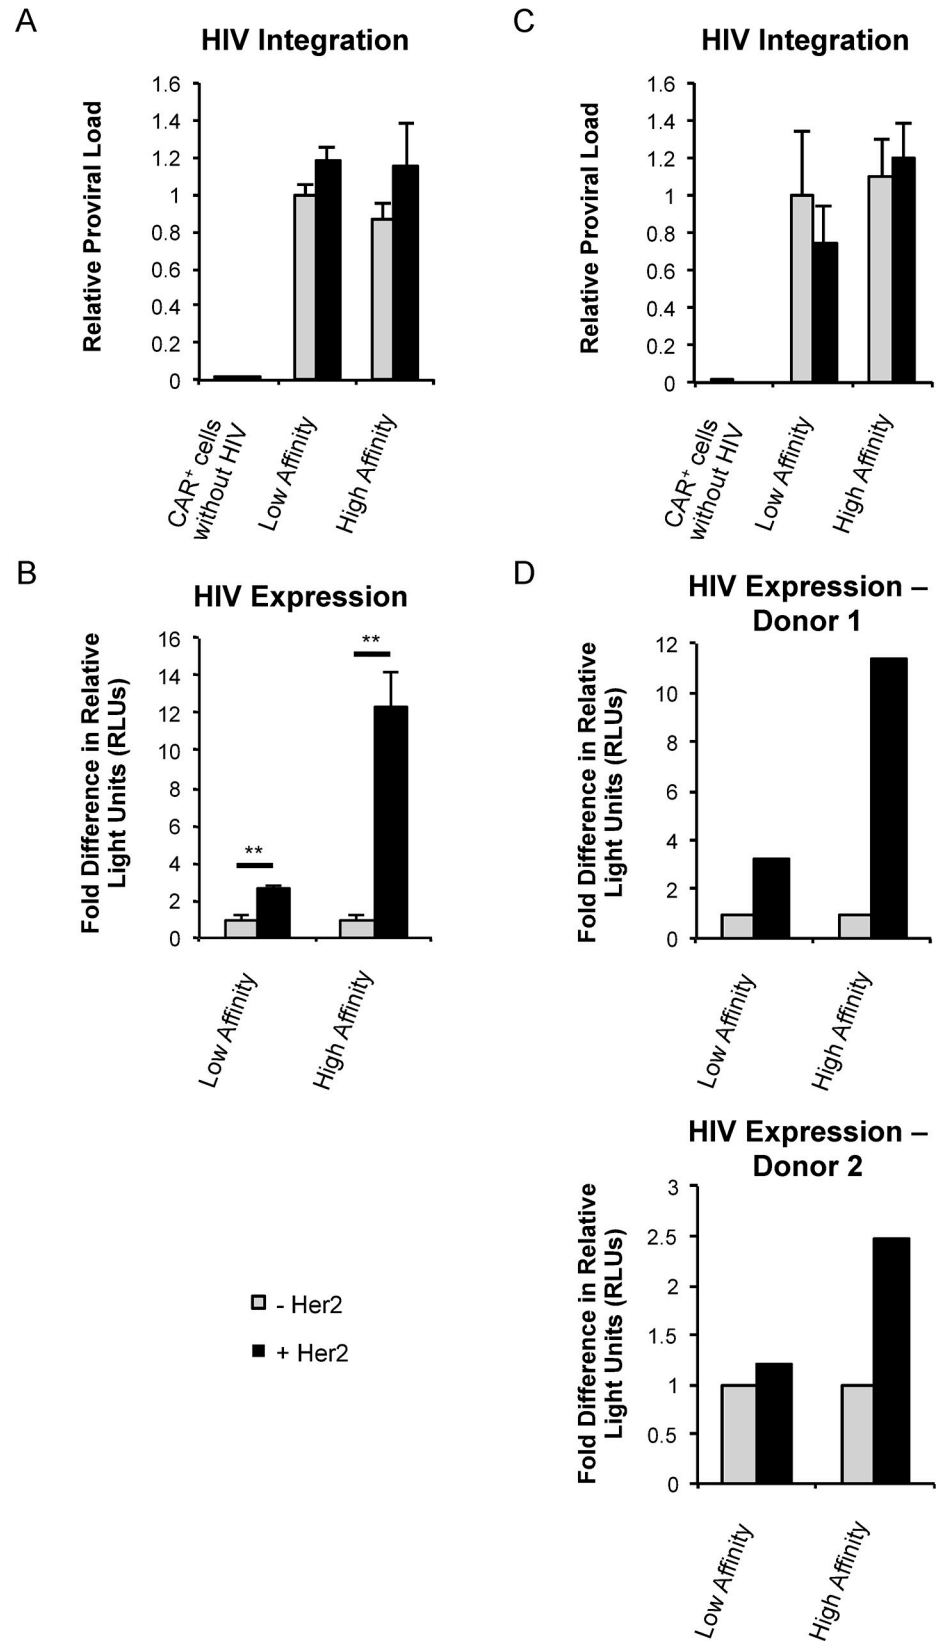 A
HIV Integration
Relative Proviral Load
1.6
1.4
1.2
1
0.8
0.6
0.4
0.2
0
CAR+ cells
without HIV
Low Affinity
High Affinity
C
HIV Integration
Relative Proviral Load
1.6
1.4
1.2
1
0.8
0.6
0.4
0.2
0
CAR+ cells
without HIV
Low Affinity
High Affinity
B
HIV Expression
Fold Difference in Relative
Light Units (RLUs)
16
14
12
10
8
6
4
2
0
**
**
Low Affinity
High Affinity
- Her2
+ Her2
D
HIV Expression –
Donor 1
Fold Difference in Relative
Light Units (RLUs)
12
10
8
6
4
2
0
Low Affinity
High Affinity
HIV Expression –
Donor 2
Fold Difference in Relative
Light Units (RLUs)
3
2.5
2
1.5
1
0.5
0
Low Affinity
High Affinity